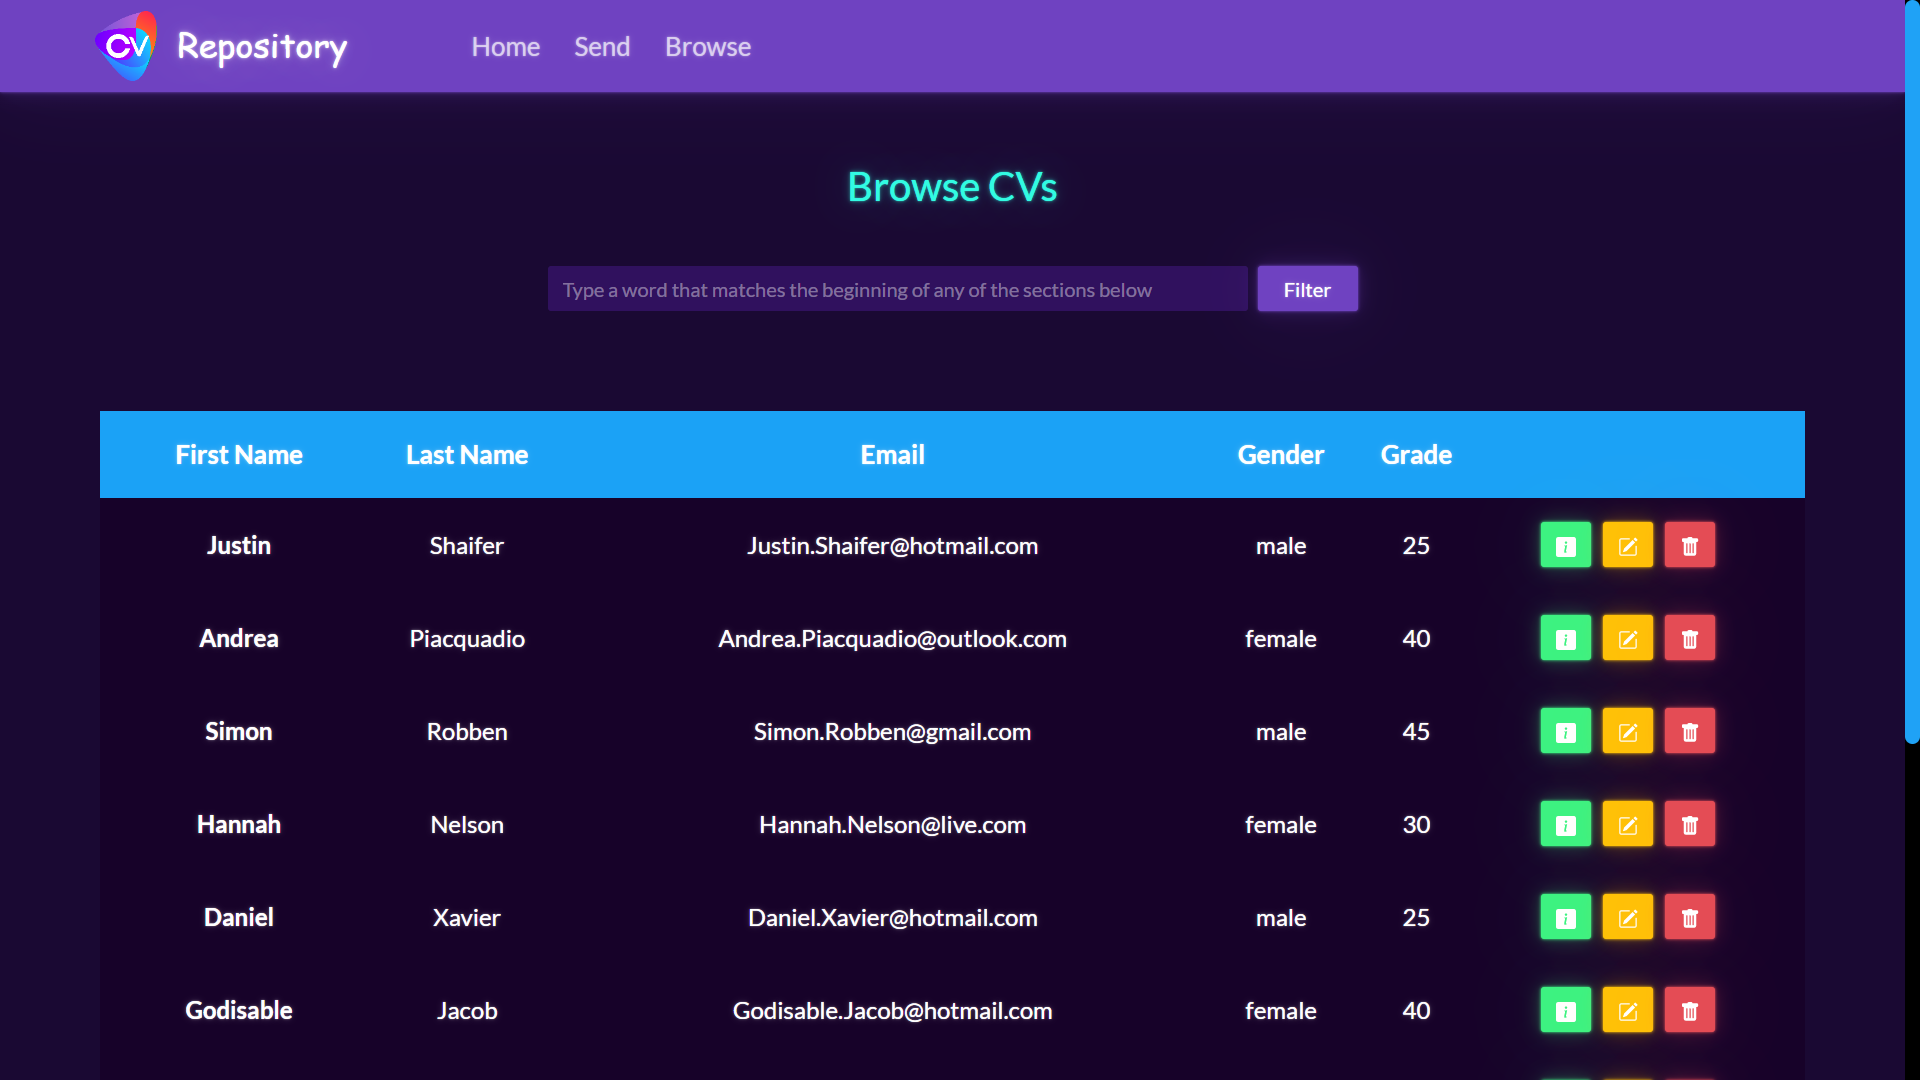 CV Repository Home Send Browse
Browse CVs
Type a word that matches the beginning of any of the sections below Filter
First Name Last Name Email Gender Grade
Justin Shaifer Justin.Shaifer@hotmail.com male 25
Andrea Piacquadio Andrea.Piacquadio@outlook.com female 40
Simon Robben Simon.Robben@gmail.com male 45
Hannah Nelson Hannah.Nelson@live.com female 30
Daniel Xavier Daniel.Xavier@hotmail.com male 25
Godisable Jacob Godisable.Jacob@hotmail.com female 40